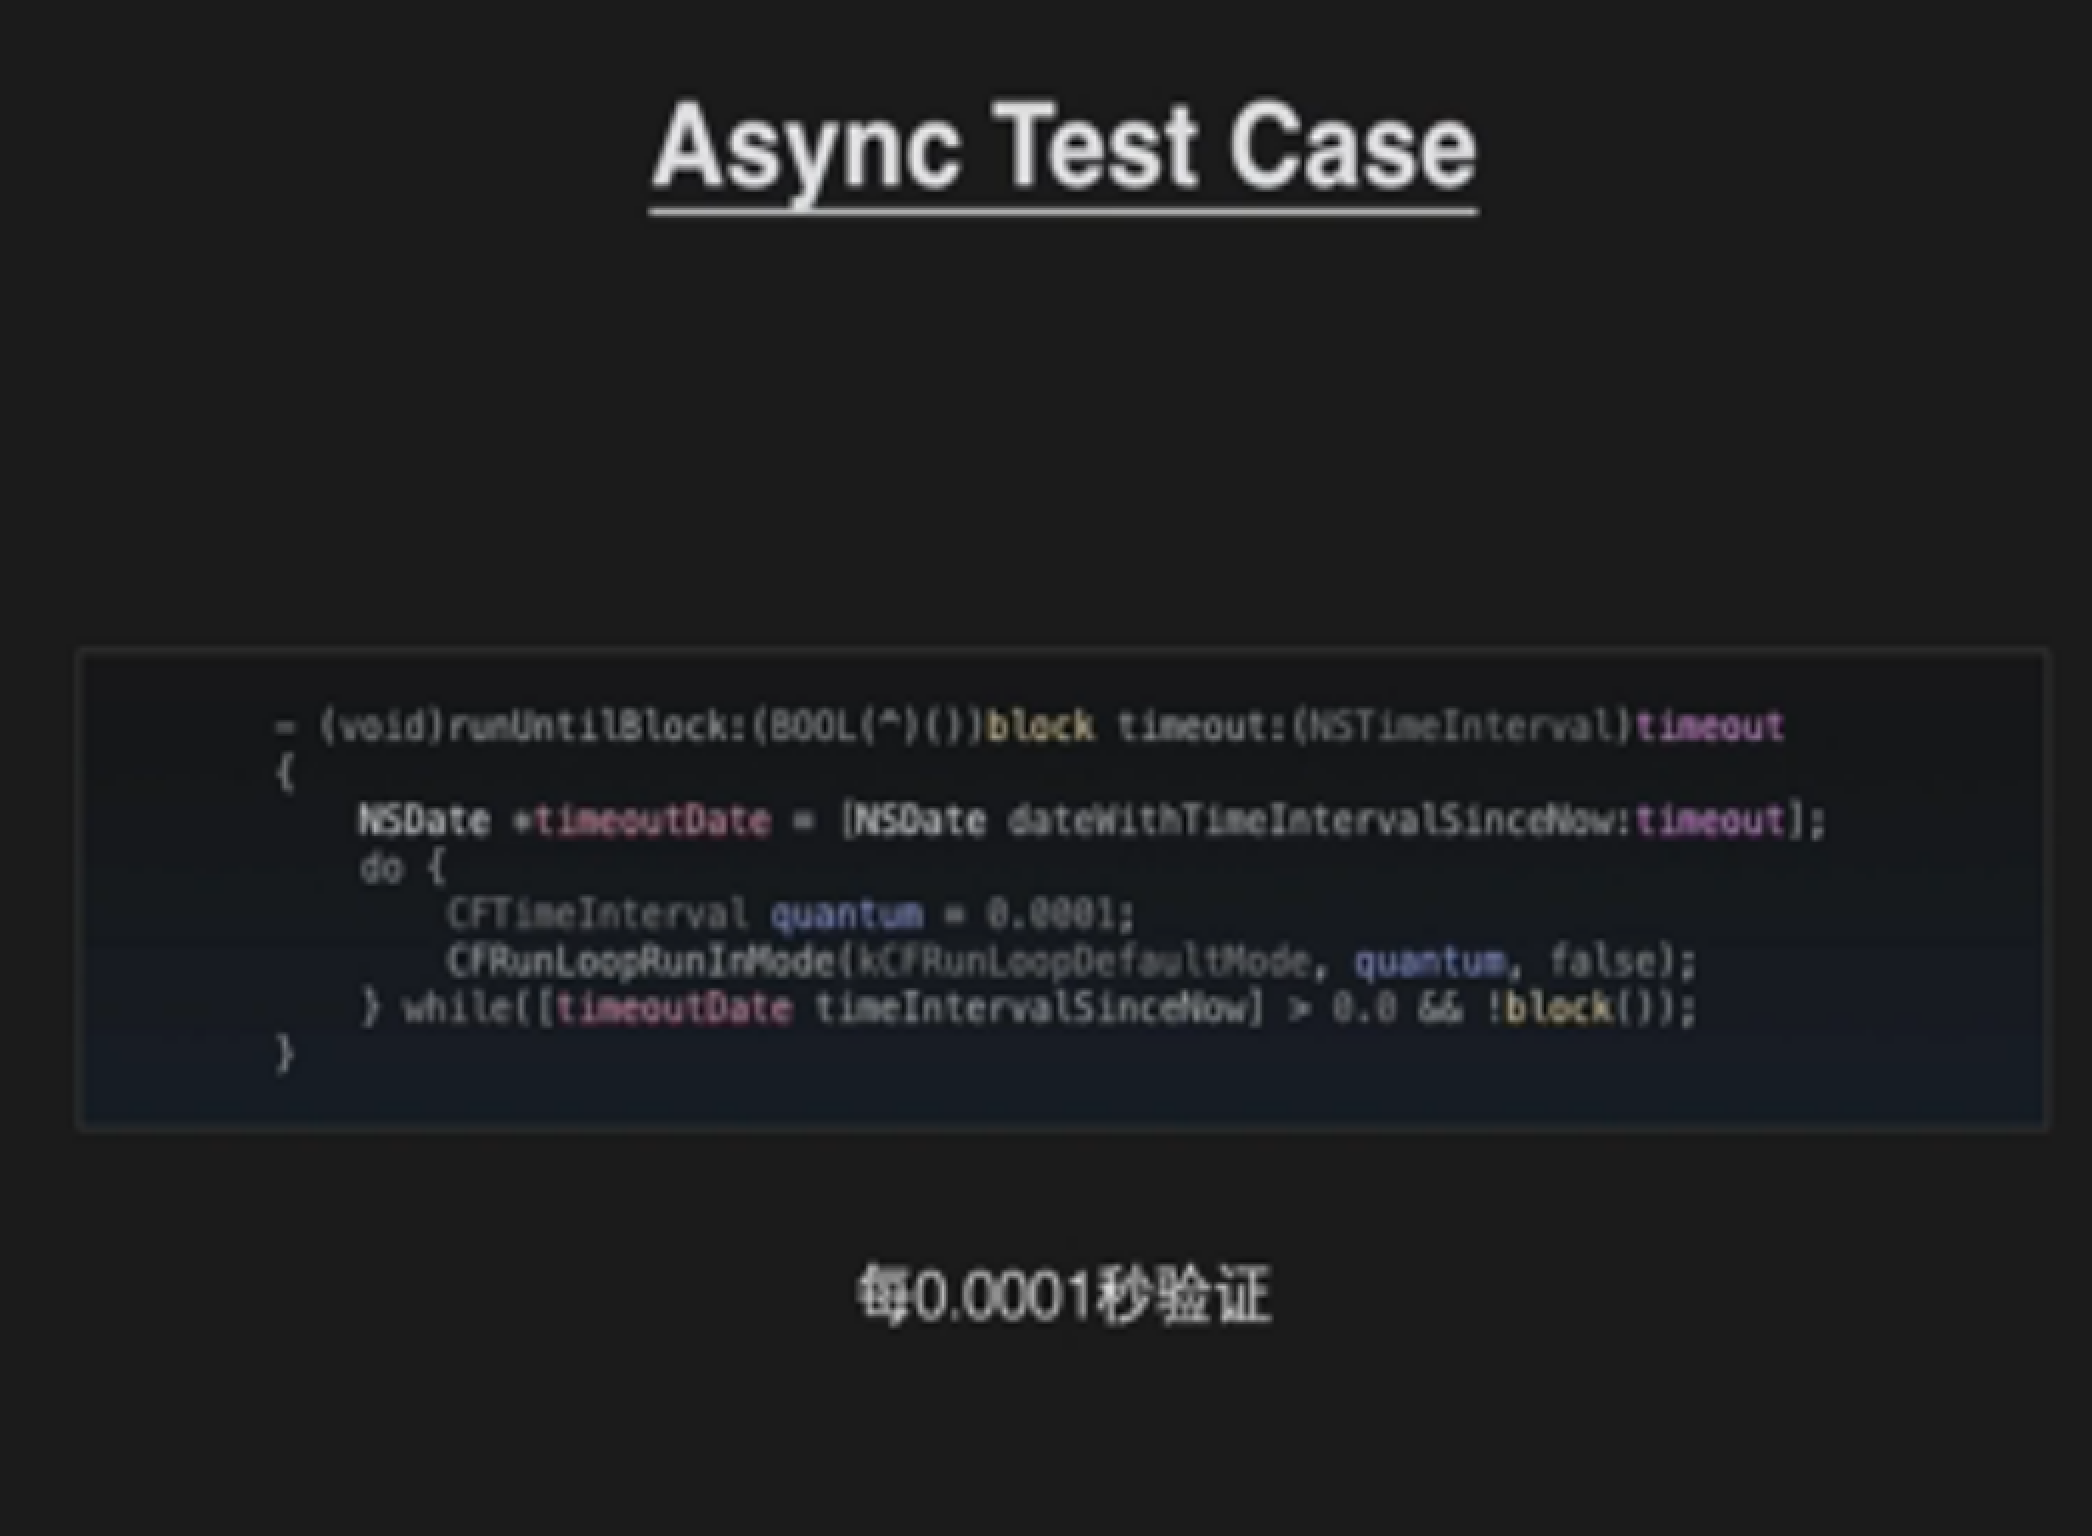 Async Test Case
- (void)runUntilBlock:(BOOL(^)())block timeout:(NSTimeInterval)timeout
{
    NSDate *timeoutDate = [NSDate dateWithTimeIntervalSinceNow:timeout];
    do {
        CFTimeInterval quantum = 0.0001;
        CFRunLoopRunInMode(kCFRunLoopDefaultMode, quantum, false);
    } while([timeoutDate timeIntervalSinceNow] > 0.0 && !block());
}
每0.0001秒验证